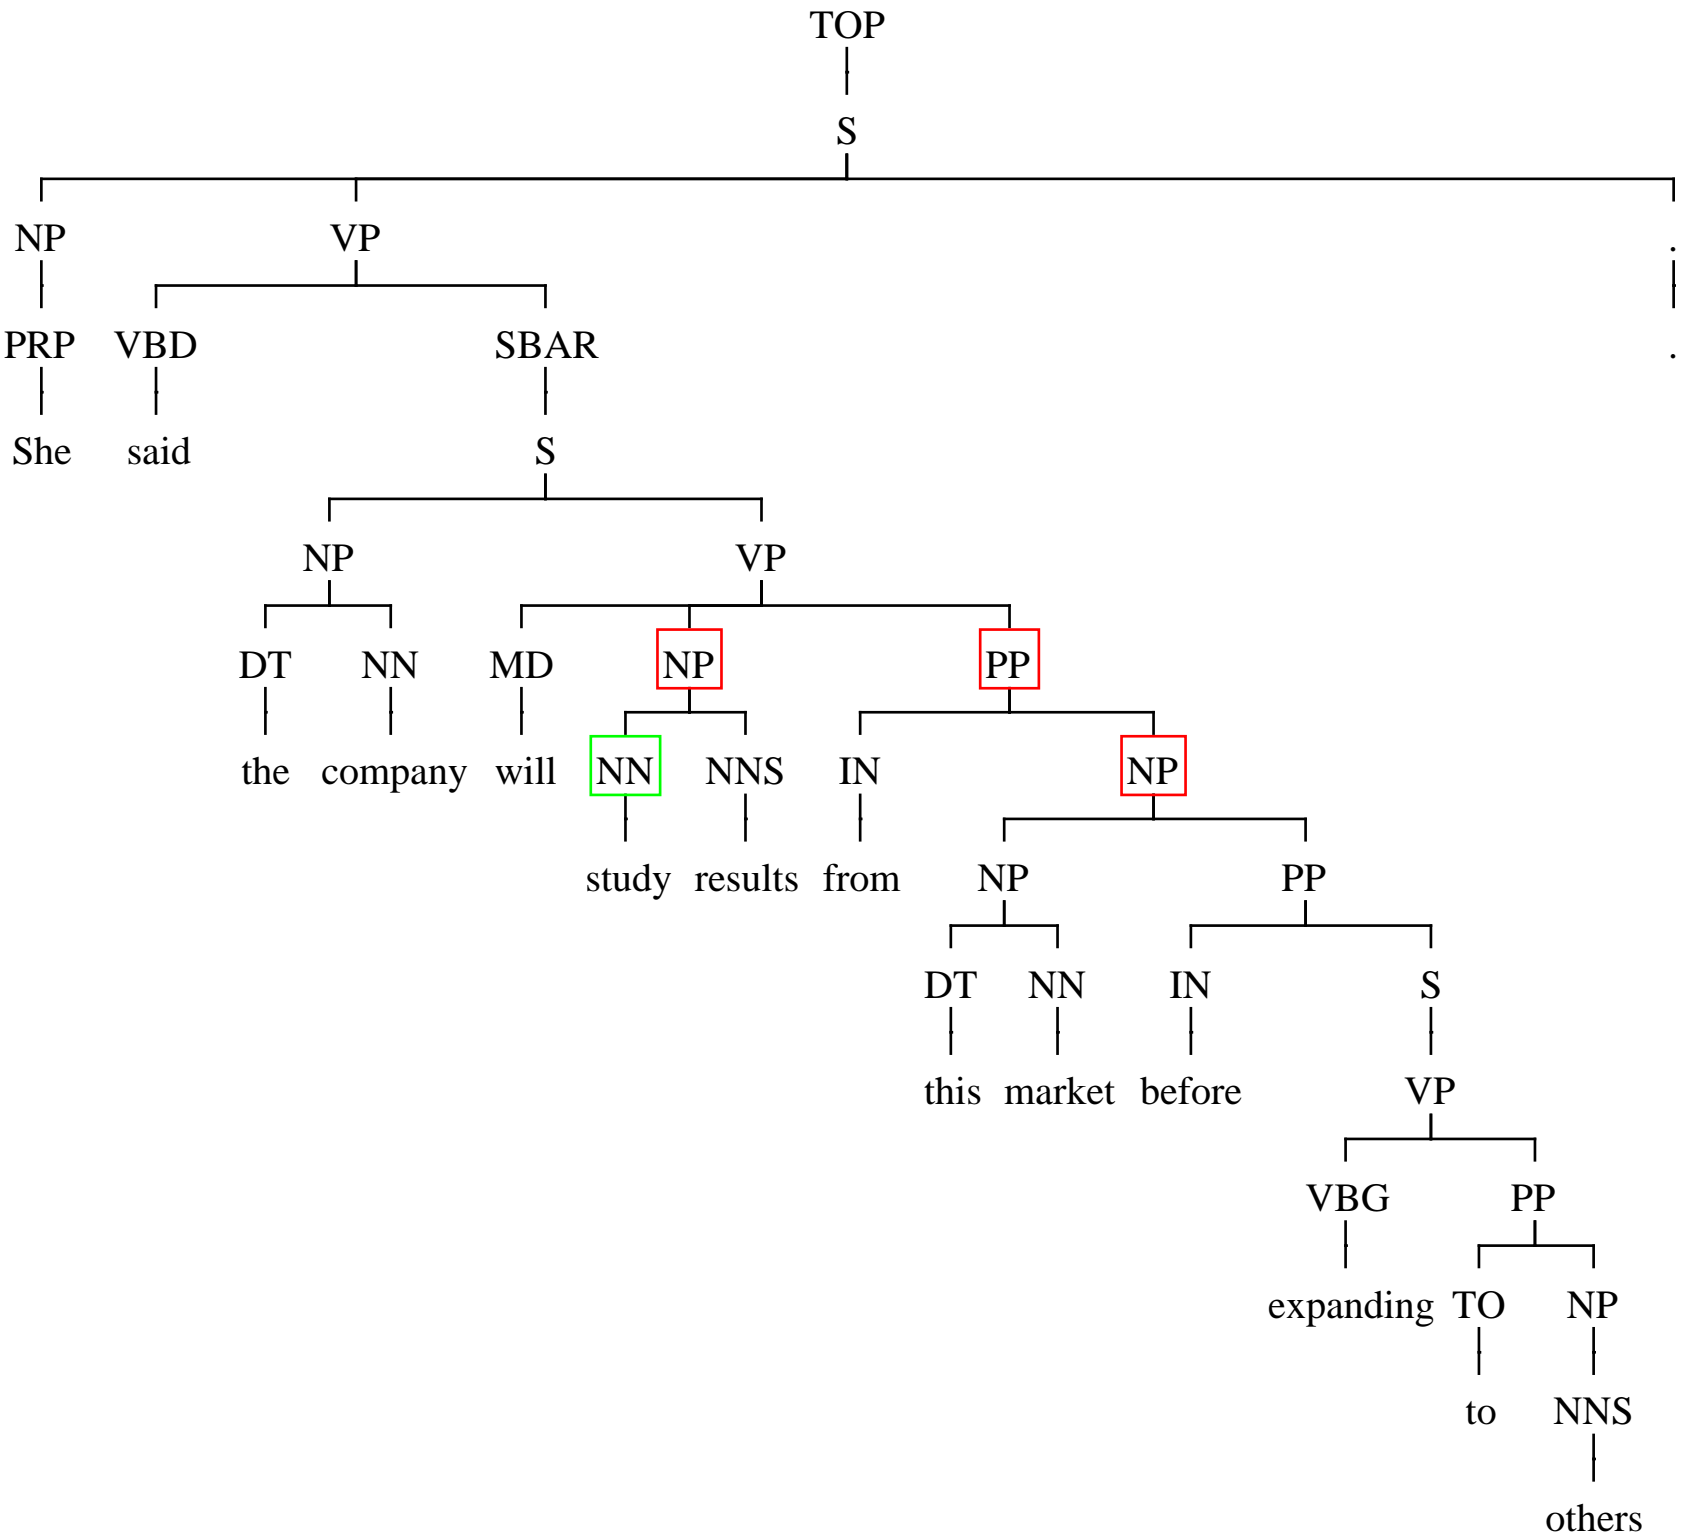 TOP
S
NP VP .
PRP VBD SBAR .
She said S
NP VP
DT NN MD NP PP
the company will NN NNS IN NP
study results from NP PP
DT NN IN S
this market before VP
VBG PP
expanding TO NP
to NNS
others